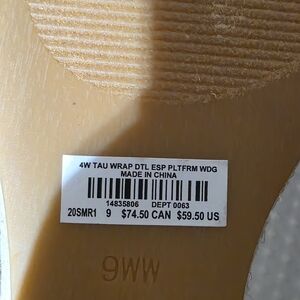 4W TAU WRAP DTL ESP PLTFRM WDG
MADE IN CHINA
14835806 DEPT 0063
20SMR1 9 $74.50 CAN $59.50 US
9WW